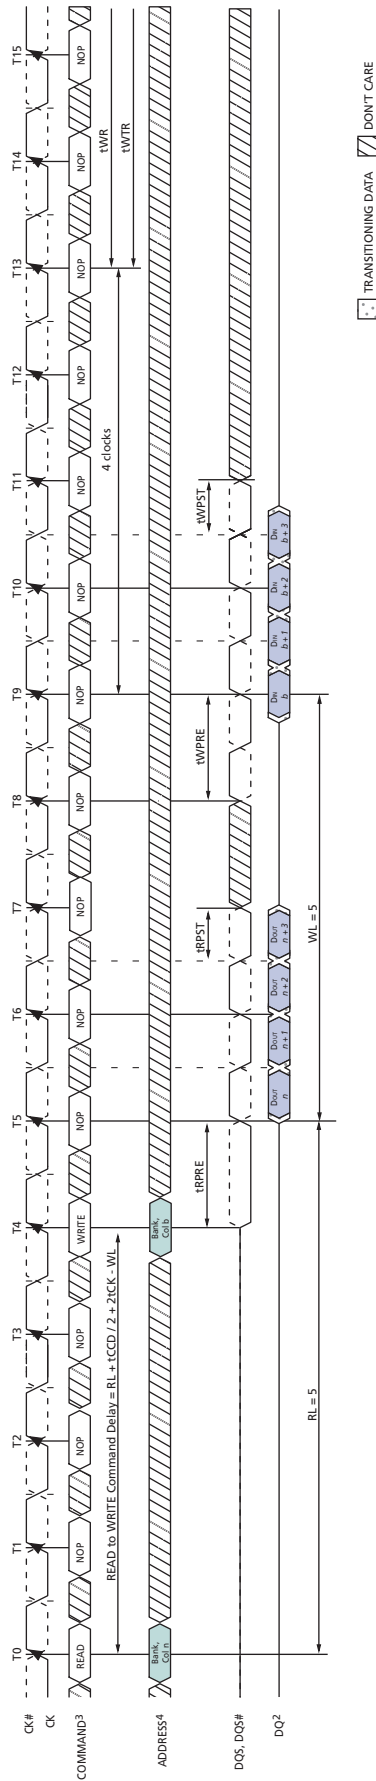 T0 T1 T2 T3 T4 T5 T6 T7 T8 T9 T10 T11 T12 T13 T14 T15
CK#
CK
COMMAND3 READ NOP NOP NOP WRITE NOP NOP NOP NOP NOP NOP NOP NOP NOP NOP NOP
READ to WRITE Command Delay = RL + tCCD / 2 + 2tCK - WL
4 clocks
tWR
tWTR
ADDRESS4
Bank,
Col n
Bank,
Col b
tRPRE tRPST tWPRE tWPST
DQS, DQS#
DQ2
DOUT
n
DOUT
n + 1
DOUT
n + 2
DOUT
n + 3
DIN
b
DIN
b + 1
DIN
b + 2
DIN
b + 3
RL = 5 WL = 5
TRANSITIONING DATA DON'T CARE